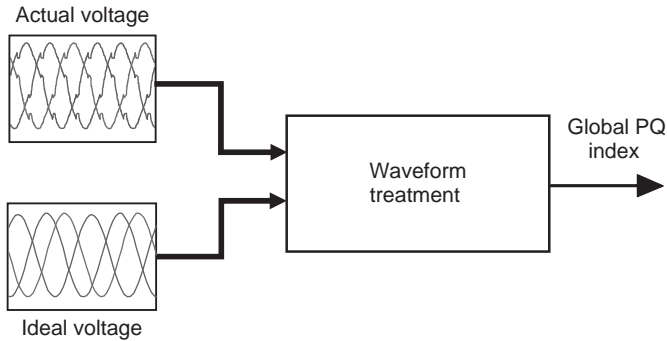 Actual voltage
Waveform
treatment
Global PQ
index
Ideal voltage